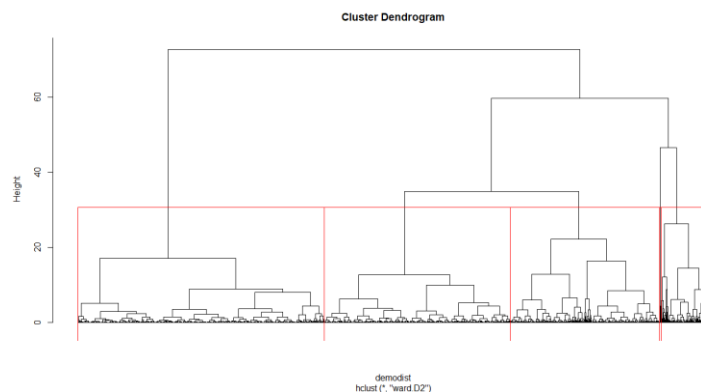 Cluster Dendrogram
Height
60
40
20
0
demodist
hclust (*, "ward.D2")